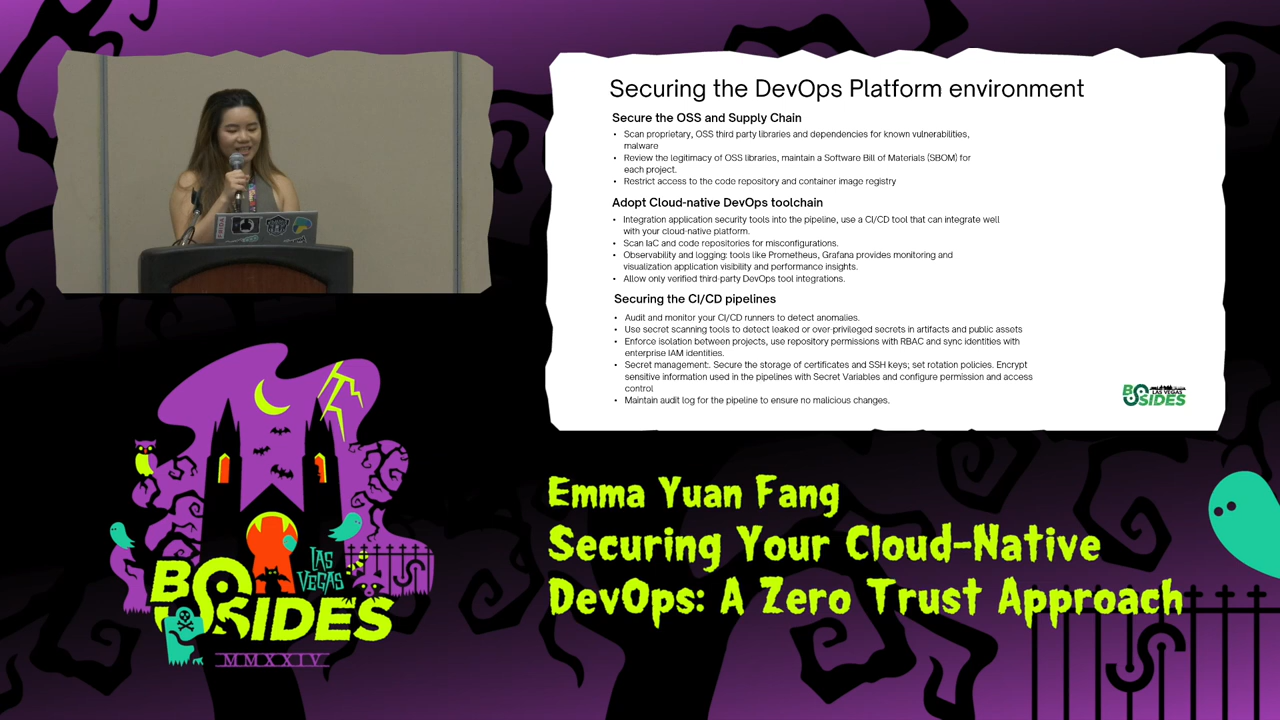 Securing the DevOps Platform environment
Secure the OSS and Supply Chain
• Scan proprietary, OSS third party libraries and dependencies for known vulnerabilities,
malware
• Review the legitimacy of OSS libraries, maintain a Software Bill of Materials (SBOM) for
each project.
• Restrict access to the code repository and container image registry
Adopt Cloud-native DevOps toolchain
• Integration application security tools into the pipeline, use a CI/CD tool that can integrate well
with your cloud-native platform.
• Scan IaC and code repositories for misconfigurations.
• Observability and logging: tools like Prometheus, Grafana provides monitoring and
visualization application visibility and performance insights.
• Allow only verified third-party DevOps tool integrations.
Securing the CI/CD pipelines
• Audit and monitor your CI/CD runners to detect anomalies.
• Use secret scanning tools to detect leaked or over-privileged secrets in artifacts and public assets
• Enforce isolation between projects, use repository permissions with RBAC and sync identities with
enterprise IAM identities.
• Secret management:. Secure the storage of certificates and SSH keys; set rotation policies. Encrypt
sensitive information used in the pipelines with Secret Variables and configure permission and access
control
• Maintain audit log for the pipeline to ensure no malicious changes.
BSIDES
LAS VEGAS
Emma Yuan Fang
Securing Your Cloud-Native
DevOps: A Zero Trust Approach
LAS
VEGAS
BSIDES
MMXXIV